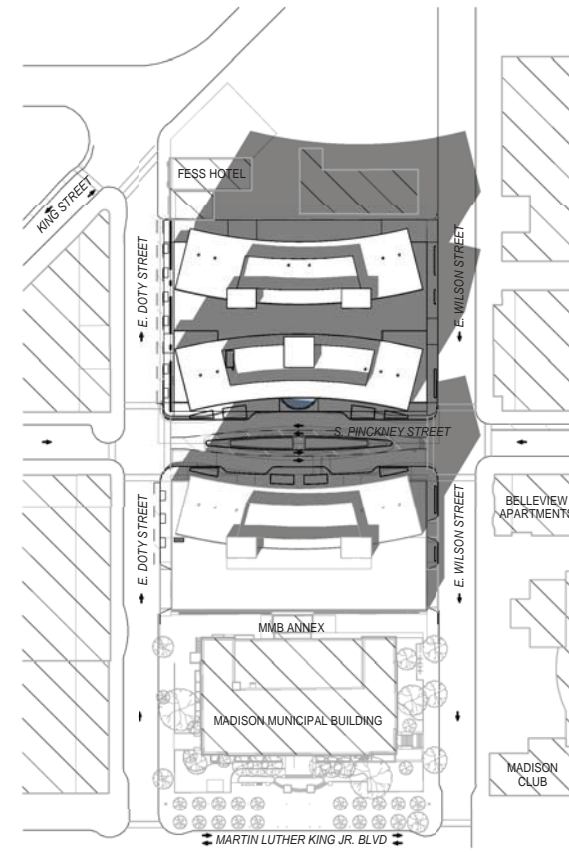 FESS HOTEL
KING STREET
E. DOTY STREET
E. WILSON STREET
S. PINCKNEY STREET
E. DOTY STREET
E. WILSON STREET
BELLEVIEW
APARTMENTS
MMB ANNEX
MADISON MUNICIPAL BUILDING
MADISON
CLUB
MARTIN LUTHER KING JR. BLVD